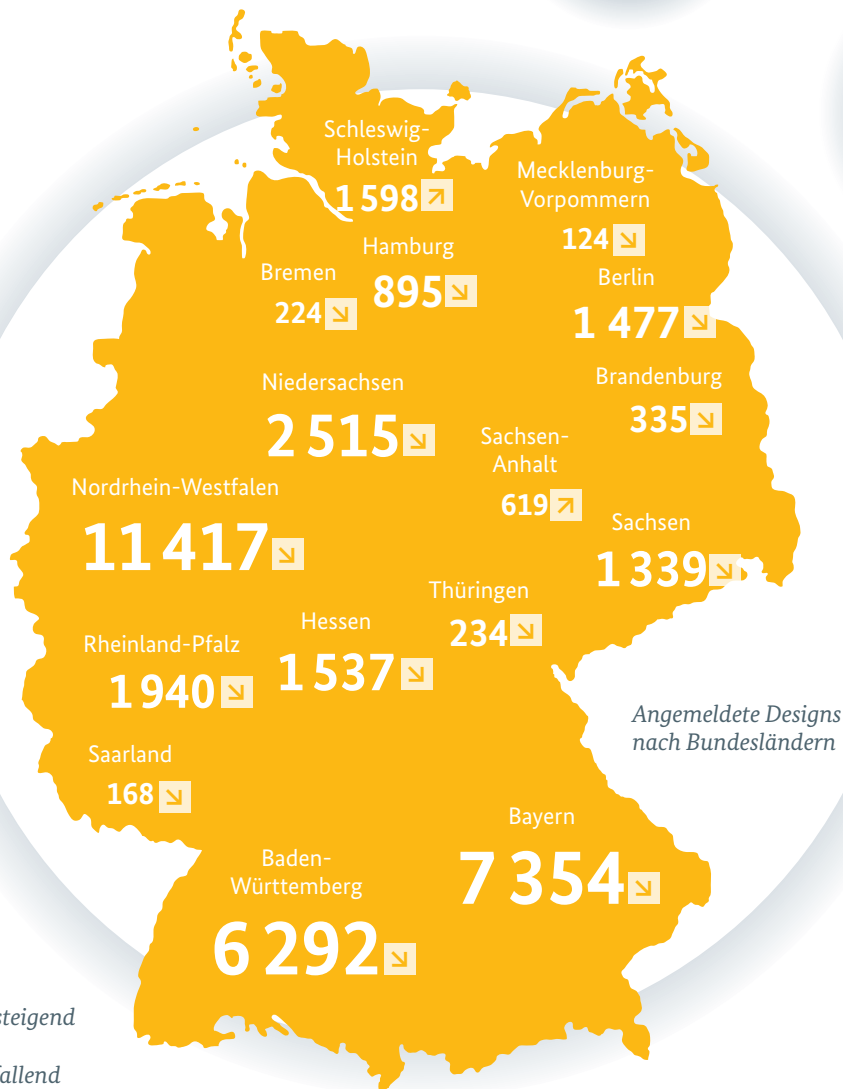 Schleswig-
Holstein
1 598
Mecklenburg-
Vorpommern
124
Hamburg
895
Bremen
224
Berlin
1 477
Niedersachsen
2 515
Brandenburg
335
Sachsen-
Anhalt
619
Nordrhein-Westfalen
11 417
Sachsen
1 339
Thüringen
234
Hessen
1 537
Rheinland-Pfalz
1 940
Angemeldete Designs
nach Bundesländern
Saarland
168
Bayern
7 354
Baden-
Württemberg
6 292
steigend
fallend